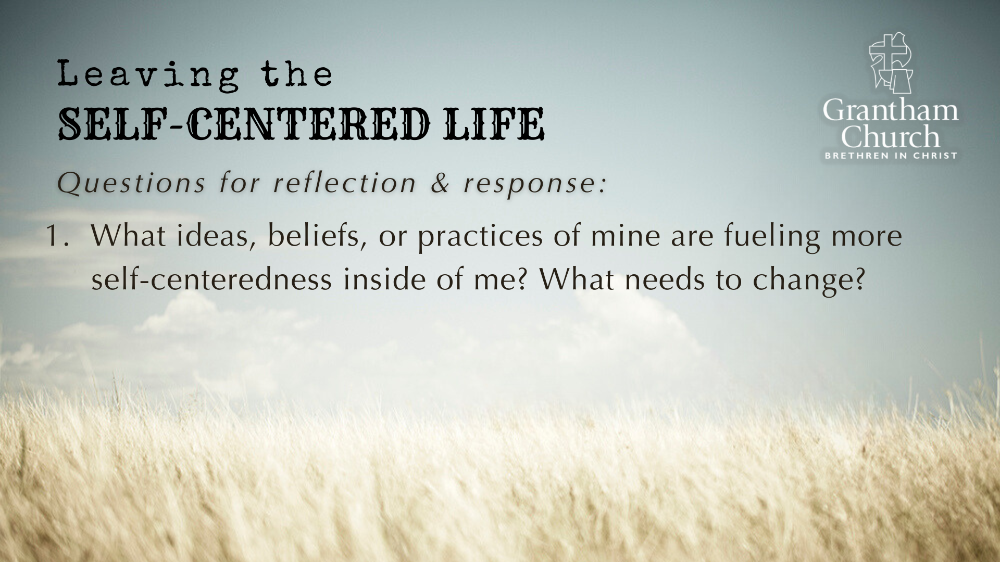 Leaving the
SELF-CENTERED LIFE
Grantham
Church
BRETHREN IN CHRIST
Questions for reflection & response:
1. What ideas, beliefs, or practices of mine are fueling more
self-centeredness inside of me? What needs to change?